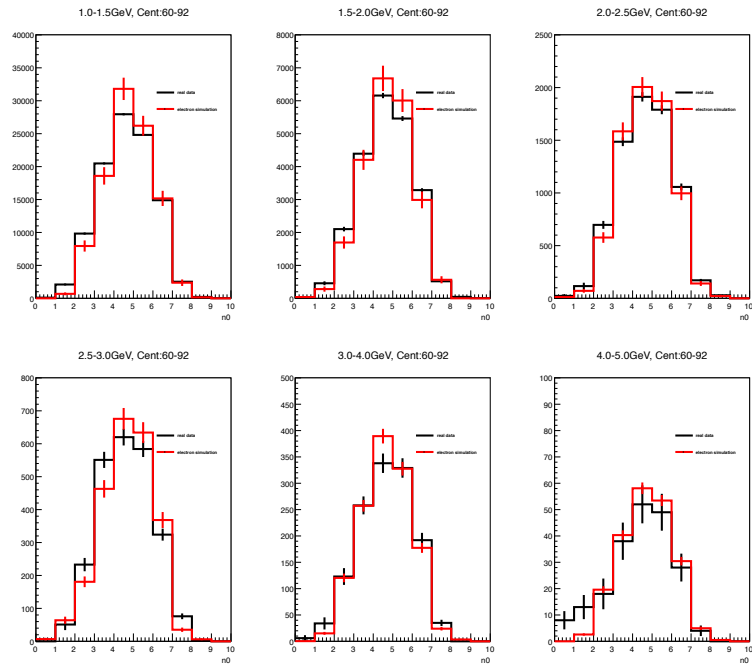 1.0-1.5GeV, Cent:60-92
40000
35000
30000
25000
20000
15000
10000
5000
0
0 1 2 3 4 5 6 7 8 9 10
n0
real data
electron simulation
1.5-2.0GeV, Cent:60-92
8000
7000
6000
5000
4000
3000
2000
1000
0
0 1 2 3 4 5 6 7 8 9 10
n0
real data
electron simulation
2.0-2.5GeV, Cent:60-92
2500
2000
1500
1000
500
0
0 1 2 3 4 5 6 7 8 9 10
n0
real data
electron simulation
2.5-3.0GeV, Cent:60-92
800
700
600
500
400
300
200
100
0
0 1 2 3 4 5 6 7 8 9 10
n0
real data
electron simulation
3.0-4.0GeV, Cent:60-92
500
450
400
350
300
250
200
150
100
50
0
0 1 2 3 4 5 6 7 8 9 10
n0
real data
electron simulation
4.0-5.0GeV, Cent:60-92
100
80
60
40
20
0
0 1 2 3 4 5 6 7 8 9 10
n0
real data
electron simulation